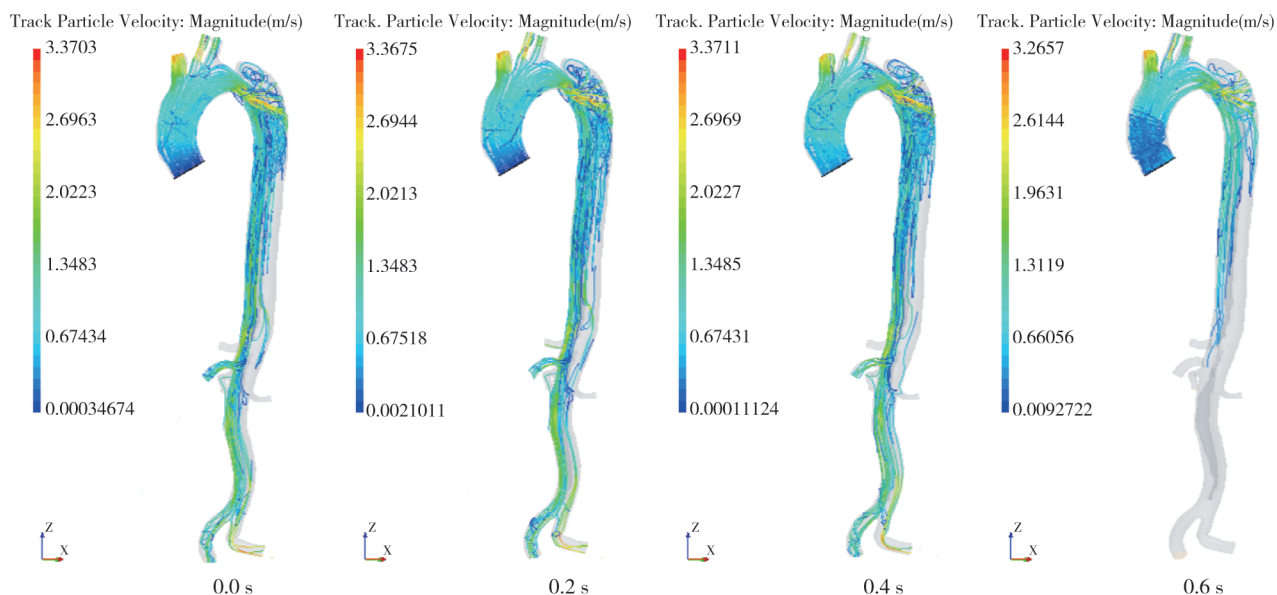 Track Particle Velocity: Magnitude(m/s)
3.3703
2.6963
2.0223
1.3483
0.67434
0.00034674
Z
X
0.0 s
Track. Particle Velocity: Magnitude(m/s)
3.3675
2.6944
2.0213
1.3483
0.67518
0.0021011
Z
X
0.2 s
Track. Particle Velocity: Magnitude(m/s)
3.3711
2.6969
2.0227
1.3485
0.67431
0.00011124
Z
X
0.4 s
Track. Particle Velocity: Magnitude(m/s)
3.2657
2.6144
1.9631
1.3119
0.66056
0.0092722
Z
X
0.6 s